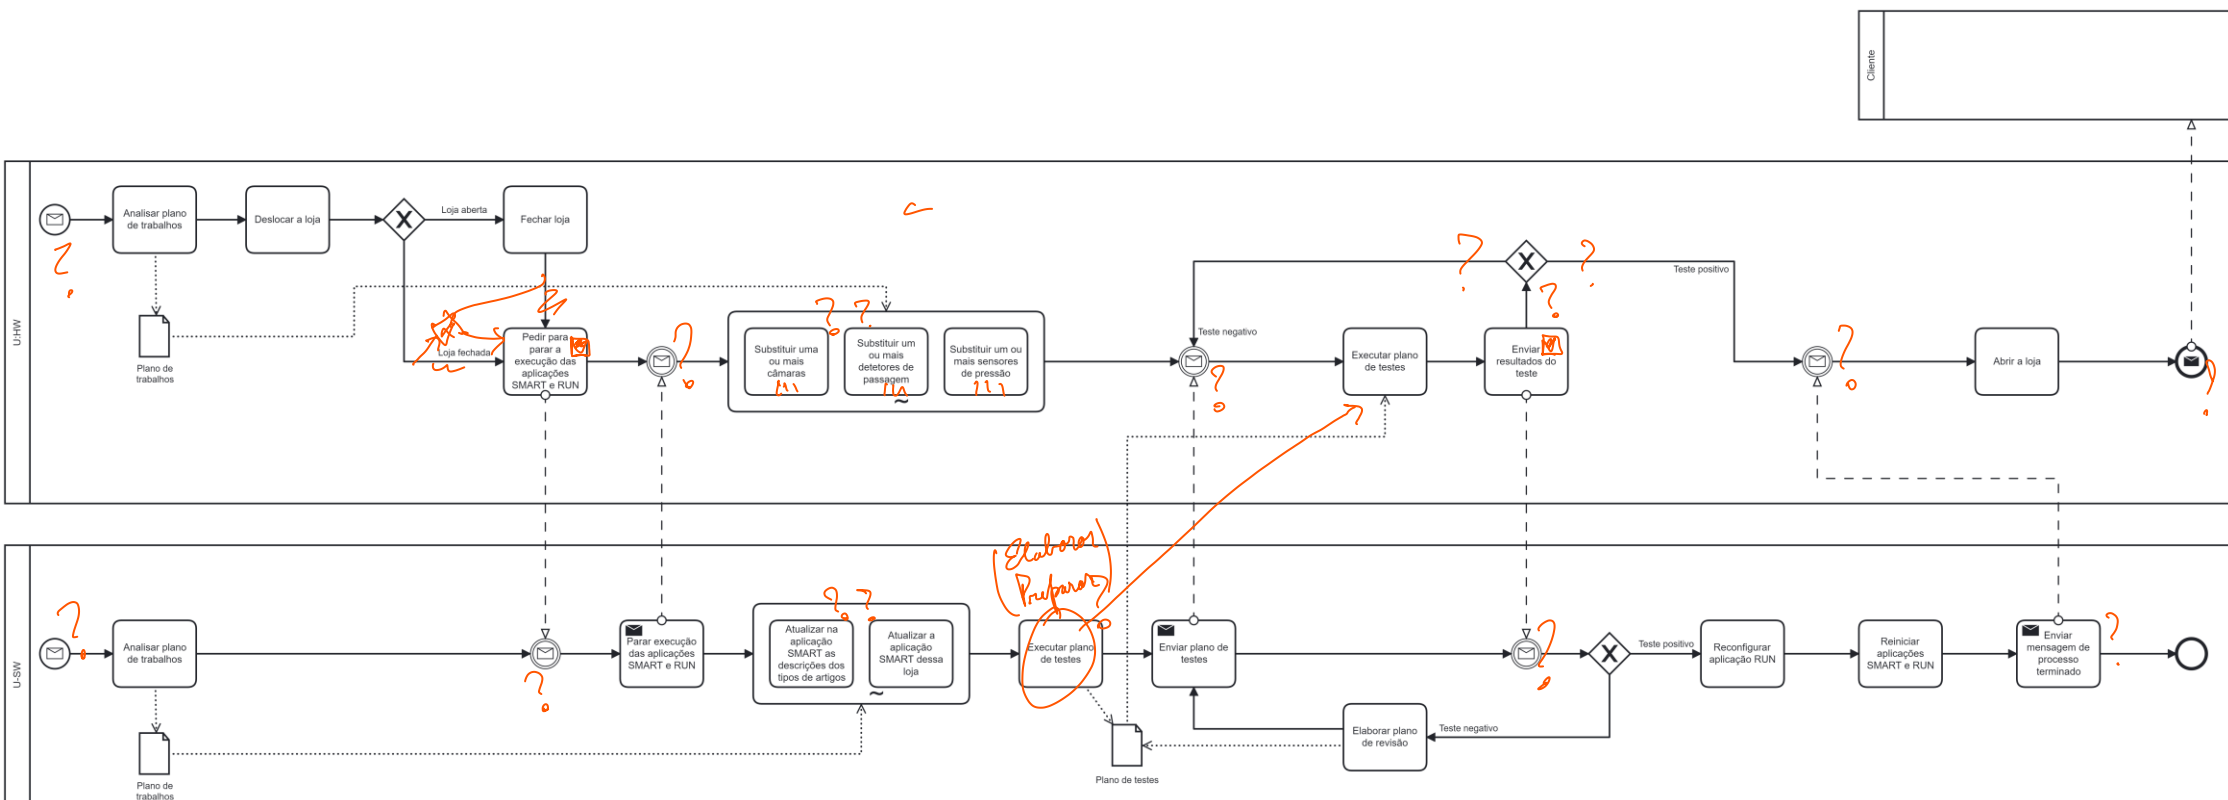 Cliente
U:HW
Analisar plano
de trabalhos
Deslocar a loja
X
Loja aberta
Fechar loja
Plano de
trabalhos
Loja fechada
Pedir para
parar a
execução das
aplicações
SMART e RUN
?
?
Substituir uma
ou mais
câmaras
Substituir um
ou mais
detetores de
passagem
~
Substituir um ou
mais sensores
de pressão
? ?
Teste negativo
?
Executar plano
de testes
Enviar
resultados do
teste
?
X
?
?
Teste positivo
?
Abrir a loja
?
U-SW
?
Analisar plano
de trabalhos
Plano de
trabalhos
?
Parar execução
das aplicações
SMART e RUN
? ?
Atualizar na
aplicação
SMART as
descrições dos
tipos de artigos
Atualizar a
aplicação
SMART dessa
loja
~
(Elaborar
Preparar)
?
Executar plano
de testes
Enviar plano de
testes
Plano de testes
Elaborar plano
de revisão
Teste negativo
?
X
Teste positivo
Reconfigurar
aplicação RUN
Reiniciar
aplicações
SMART e RUN
Enviar
mensagem de
processo
terminado
?